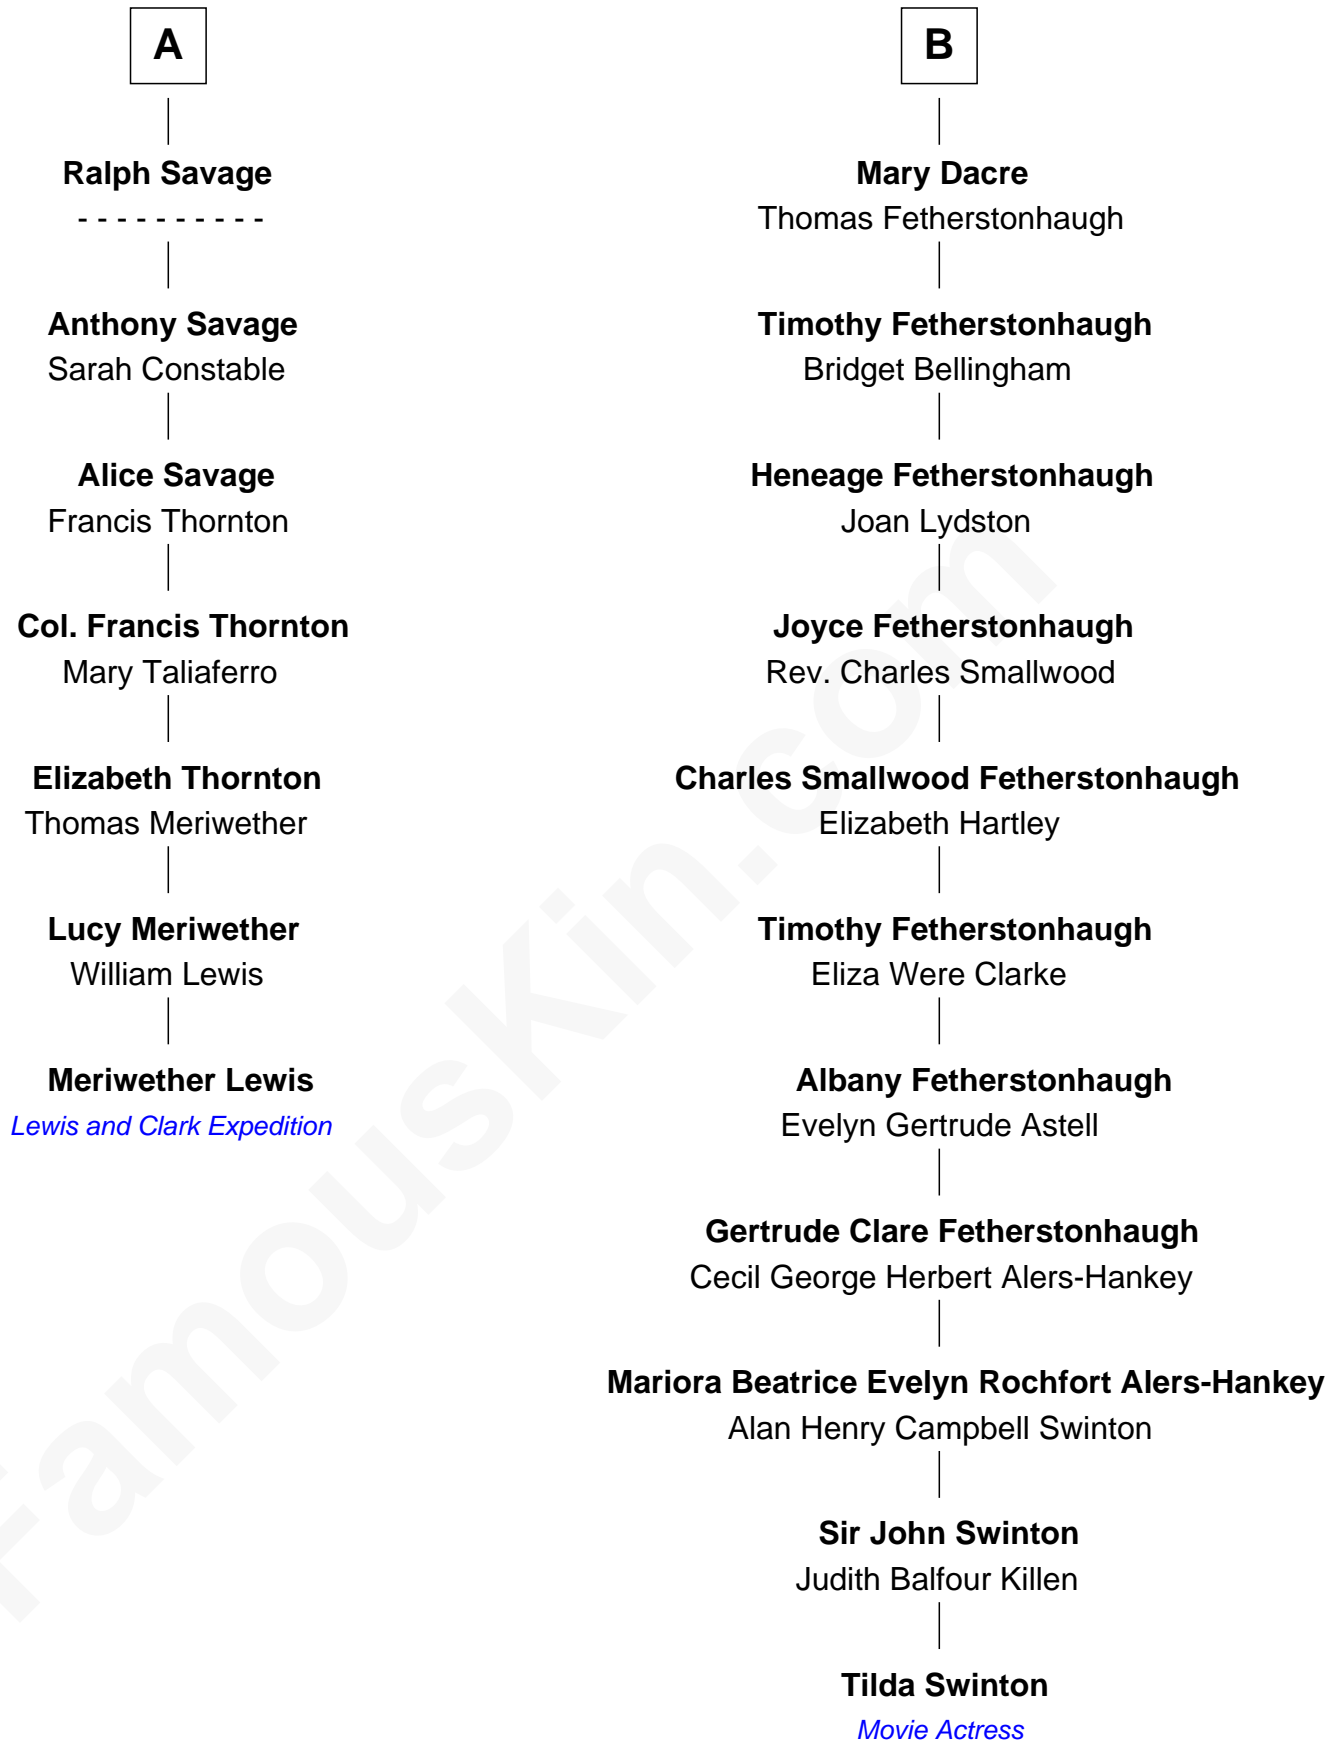 A
Ralph Savage
- - - - - - - - - -
Anthony Savage
Sarah Constable
Alice Savage
Francis Thornton
Col. Francis Thornton
Mary Taliaferro
Elizabeth Thornton
Thomas Meriwether
Lucy Meriwether
William Lewis
Meriwether Lewis
Lewis and Clark Expedition
B
Mary Dacre
Thomas Fetherstonhaugh
Timothy Fetherstonhaugh
Bridget Bellingham
Heneage Fetherstonhaugh
Joan Lydston
Joyce Fetherstonhaugh
Rev. Charles Smallwood
Charles Smallwood Fetherstonhaugh
Elizabeth Hartley
Timothy Fetherstonhaugh
Eliza Were Clarke
Albany Fetherstonhaugh
Evelyn Gertrude Astell
Gertrude Clare Fetherstonhaugh
Cecil George Herbert Alers-Hankey
Mariora Beatrice Evelyn Rochfort Alers-Hankey
Alan Henry Campbell Swinton
Sir John Swinton
Judith Balfour Killen
Tilda Swinton
Movie Actress
FamousKin.com